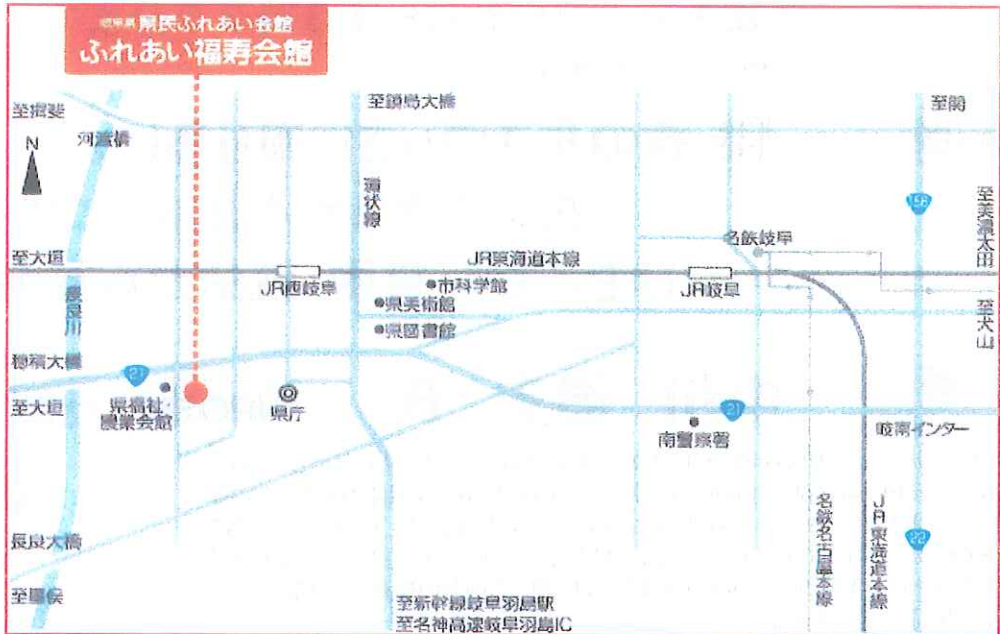 岐阜県 県民ふれあい会館
ふれあい福寿会館
至揖斐
河渡橋
N
至鏡島大橋
至関
環状線
156
至美濃太田
名鉄岐阜
至大垣
JR東海道本線
JR西岐阜
市科学館
JR岐阜
県美術館
長良川
県図書館
至犬山
穂積大橋
21
至大垣
県福祉・
農業会館
県庁
21
南警察署
岐南インター
名鉄名古屋本線
JR東海道本線
22
長良大橋
至墨俣
至新幹線岐阜羽島駅
至名神高速岐阜羽島IC